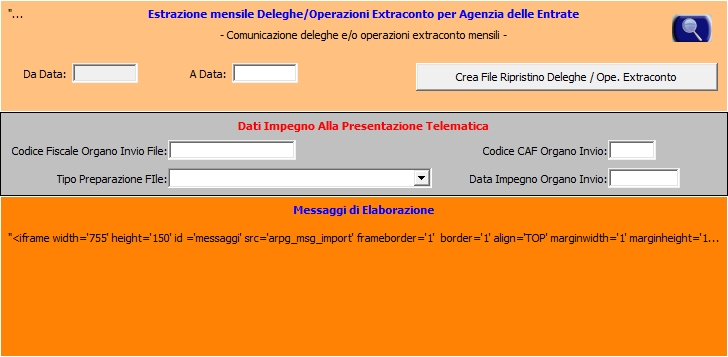 "...
Estrazione mensile Deleghe/Operazioni Extraconto per Agenzia delle Entrate
- Comunicazione deleghe e/o operazioni extraconto mensili -
Da Data: A Data: Crea File Ripristino Deleghe / Ope. Extraconto
Dati Impegno Alla Presentazione Telematica
Codice Fiscale Organo Invio File: Codice CAF Organo Invio:
Tipo Preparazione FIle: Data Impegno Organo Invio:
Messaggi di Elaborazione
"<iframe width='755' height='150' id ='messaggi' src='arpg_msg_import' frameborder='1'  border='1' align='TOP' marginwidth='1' marginheight='1...